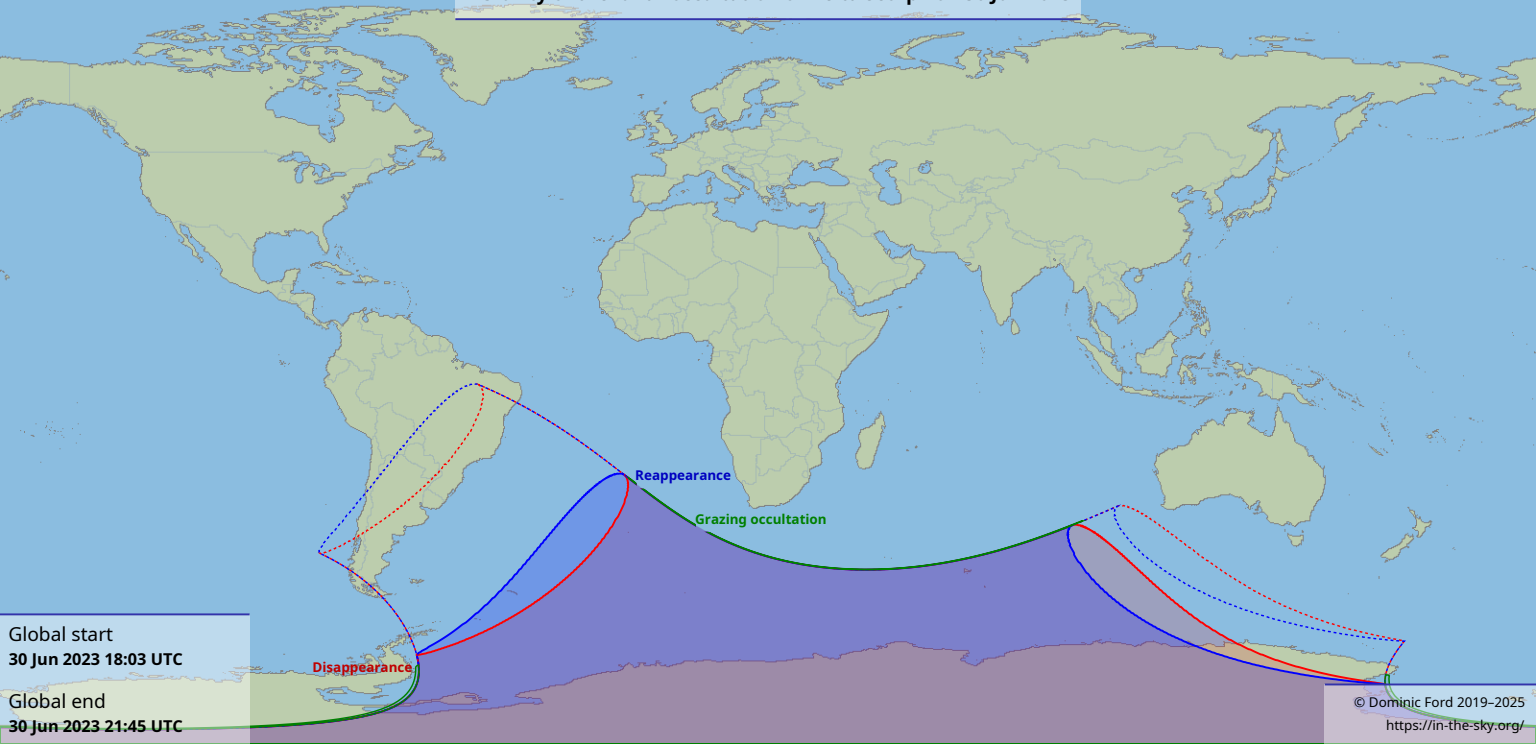 Reappearance
Grazing occultation
Disappearance
Global start
30 Jun 2023 18:03 UTC
Global end
30 Jun 2023 21:45 UTC
© Dominic Ford 2019–2025
https://in-the-sky.org/